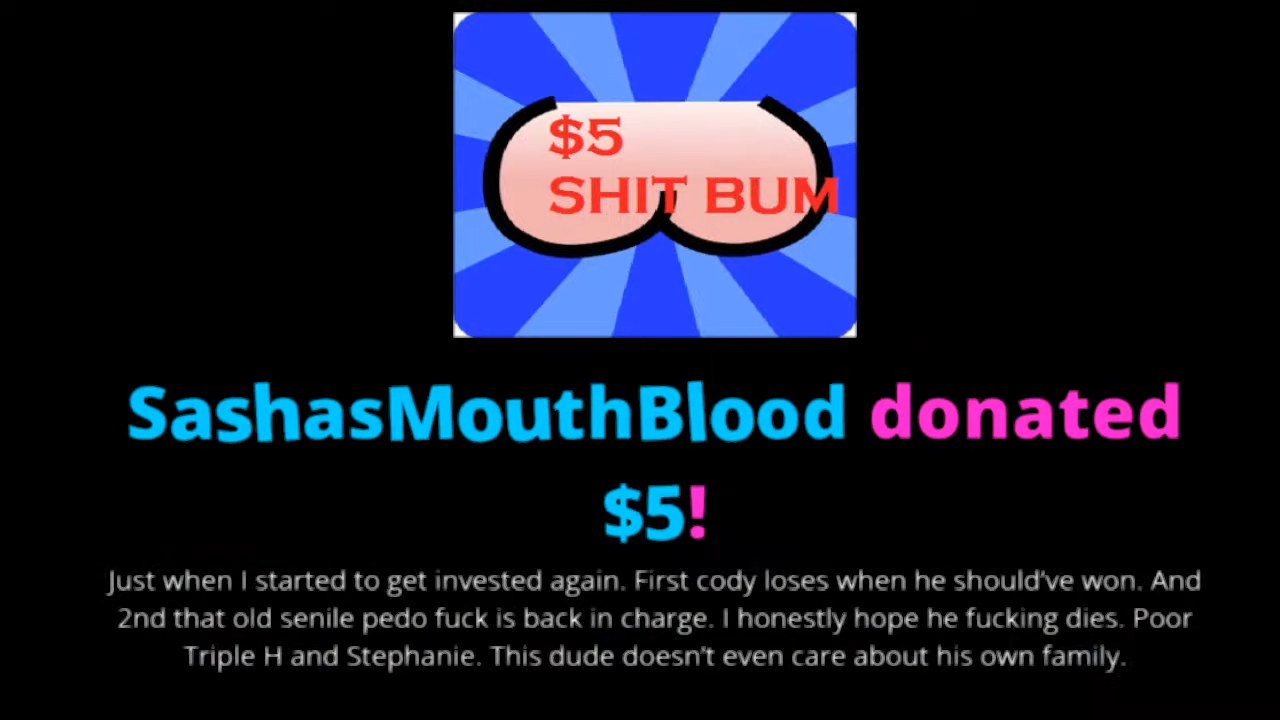 $5
SHIT BUM
SashasMouthBlood donated
$5!
Just when I started to get invested again. First cody loses when he should've won. And
2nd that old senile pedo fuck is back in charge. I honestly hope he fucking dies. Poor
Triple H and Stephanie. This dude doesn't even care about his own family.